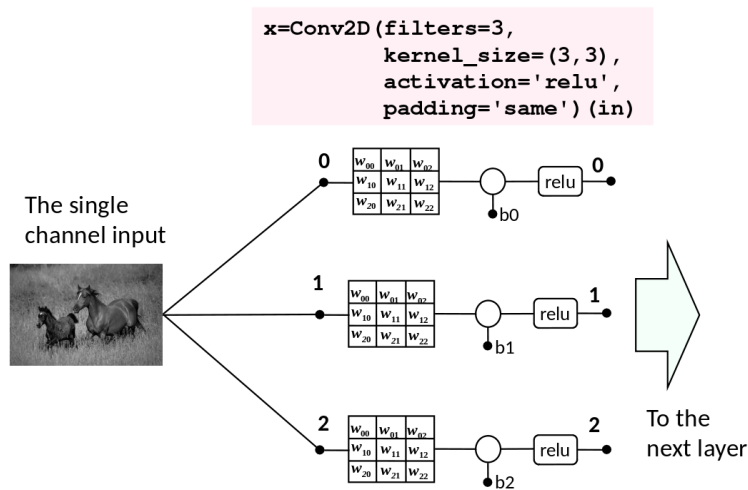 x=Conv2D(filters=3,
kernel_size=(3,3),
activation='relu',
padding='same')(in)
The single
channel input
0
w00 w01 w02
w10 w11 w12
w20 w21 w22
b0
relu
0
1
w00 w01 w02
w10 w11 w12
w20 w21 w22
b1
relu
1
2
w00 w01 w02
w10 w11 w12
w20 w21 w22
b2
relu
2
To the
next layer